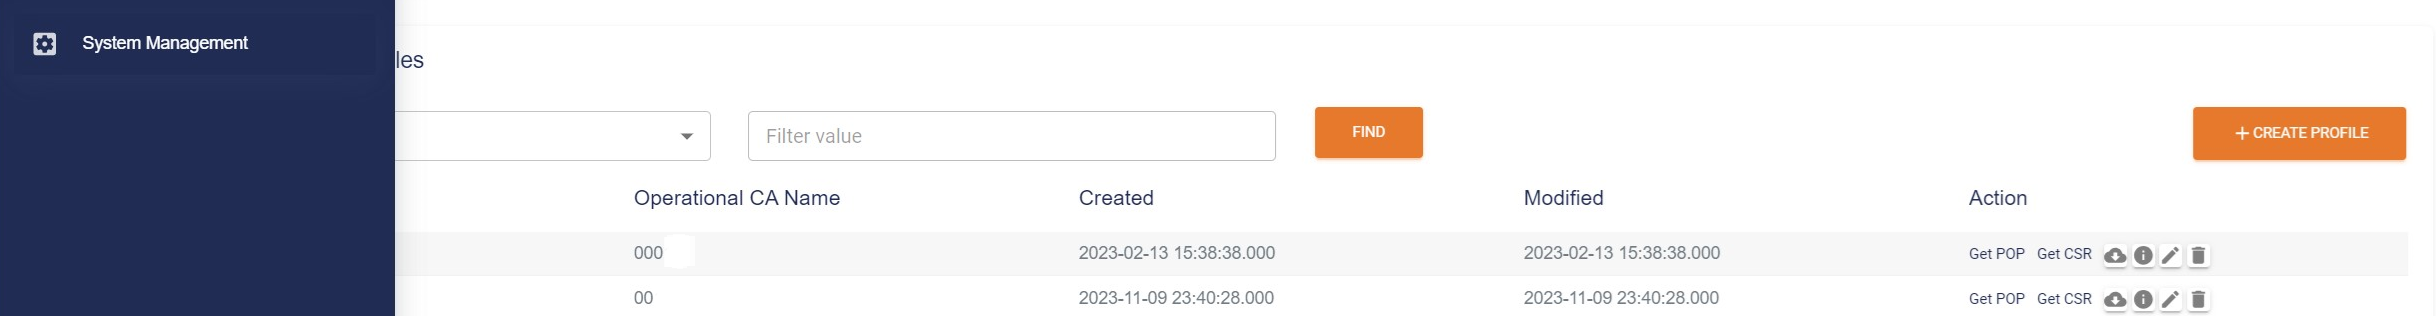 System Management
les
Filter value
FIND
CREATE PROFILE
Operational CA Name Created Modified Action
000 2023-02-13 15:38:38.000 2023-02-13 15:38:38.000 Get POP Get CSR
00 2023-11-09 23:40:28.000 2023-11-09 23:40:28.000 Get POP Get CSR